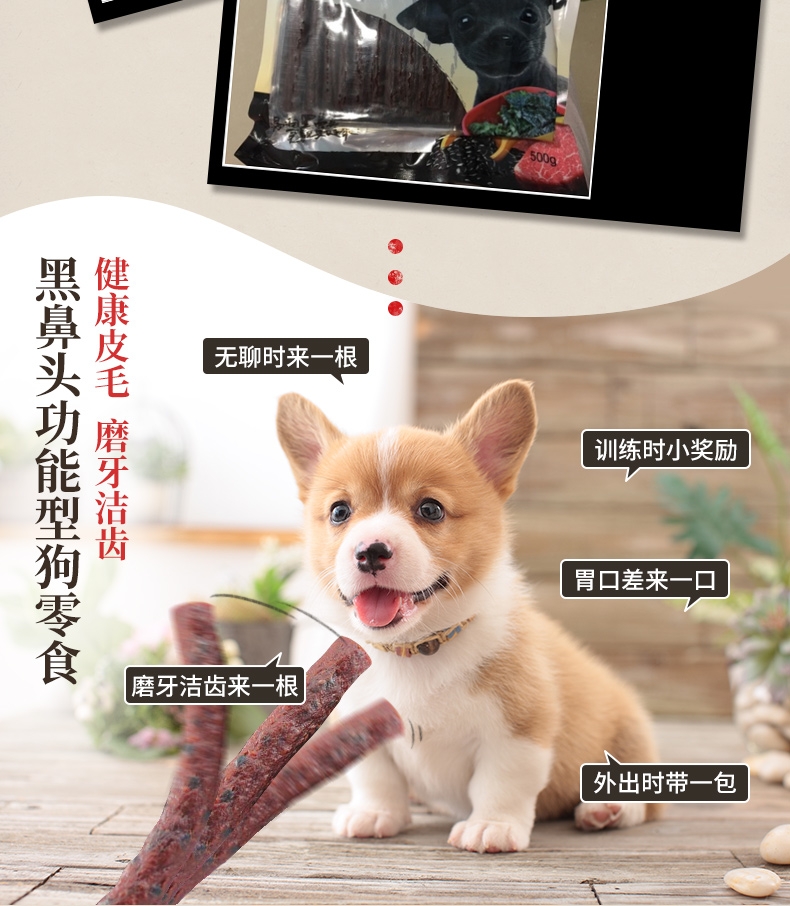 500g
健康皮毛 磨牙洁齿
黑鼻头功能型狗零食
无聊时来一根
训练时小奖励
胃口差来一口
磨牙洁齿来一根
外出时带一包